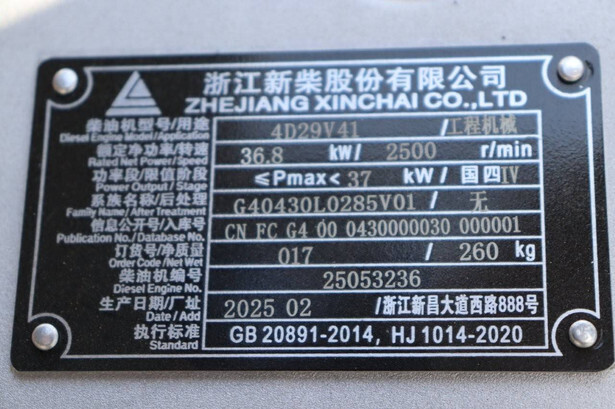 浙江新柴股份有限公司
ZHEJIANG XINCHAI CO.,LTD
柴油机型号/用途 4D29V41 /工程机械
Diesel Engine Model/Application
额定净功率/转速 36.8 kW/ 2500 r/min
Rated Net Power/Speed
功率段/限值阶段 ≤Pmax< 37 kW/ 国四IV
Power Output / Stage
系族名称/后处理 G40430L0285V01 / 无
Family Name/After Treatment
信息公开号/入库号 CN FC G4 00 0430000030 000001
Publication No./Database No.
订货号/净质量 017 / 260 kg
Order Code/Net Wet
柴油机编号 25053236
Diesel Engine No.
生产日期/厂址 2025 02 /浙江新昌大道西路888号
Date / Add
执行标准 GB 20891-2014, HJ 1014-2020
Standard